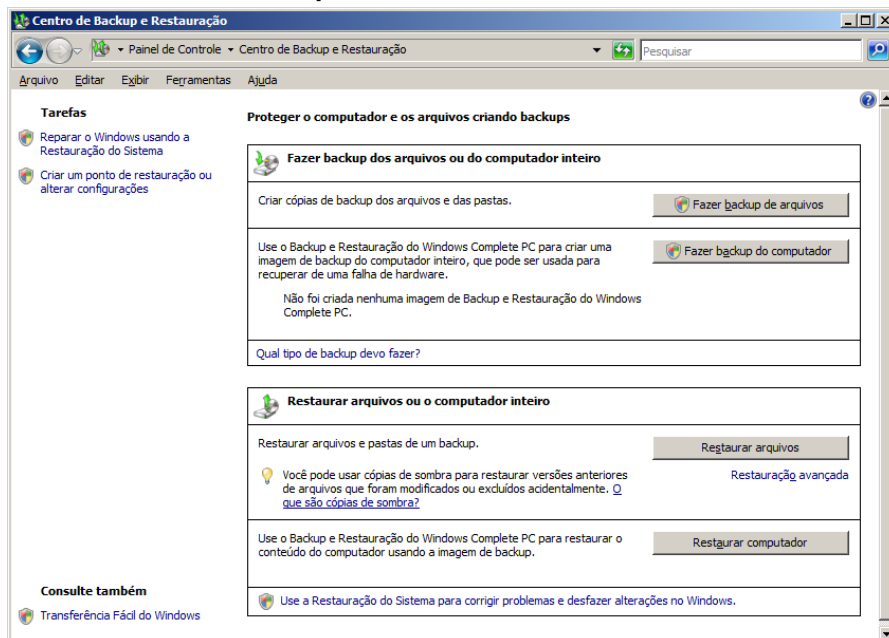 Centro de Backup e Restauração
Painel de Controle
Centro de Backup e Restauração
Pesquisar
Arquivo Editar Exibir Ferramentas Ajuda
Tarefas
Reparar o Windows usando a
Restauração do Sistema
Criar um ponto de restauração ou
alterar configurações
Proteger o computador e os arquivos criando backups
Fazer backup dos arquivos ou do computador inteiro
Criar cópias de backup dos arquivos e das pastas.
Fazer backup de arquivos
Use o Backup e Restauração do Windows Complete PC para criar uma
imagem de backup do computador inteiro, que pode ser usada para
recuperar de uma falha de hardware.
Fazer backup do computador
Não foi criada nenhuma imagem de Backup e Restauração do Windows
Complete PC.
Qual tipo de backup devo fazer?
Restaurar arquivos ou o computador inteiro
Restaurar arquivos e pastas de um backup.
Restaurar arquivos
Você pode usar cópias de sombra para restaurar versões anteriores
de arquivos que foram modificados ou excluídos acidentalmente. O
que são cópias de sombra?
Restauração avançada
Use o Backup e Restauração do Windows Complete PC para restaurar o
conteúdo do computador usando a imagem de backup.
Restaurar computador
Use a Restauração do Sistema para corrigir problemas e desfazer alterações no Windows.
Consulte também
Transferência Fácil do Windows